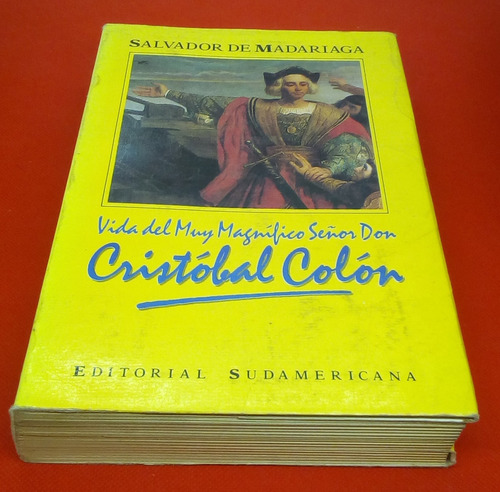 SALVADOR DE MADARIAGA
Vida del Muy Magnífico Señor Don
Cristóbal Colón
EDITORIAL SUDAMERICANA